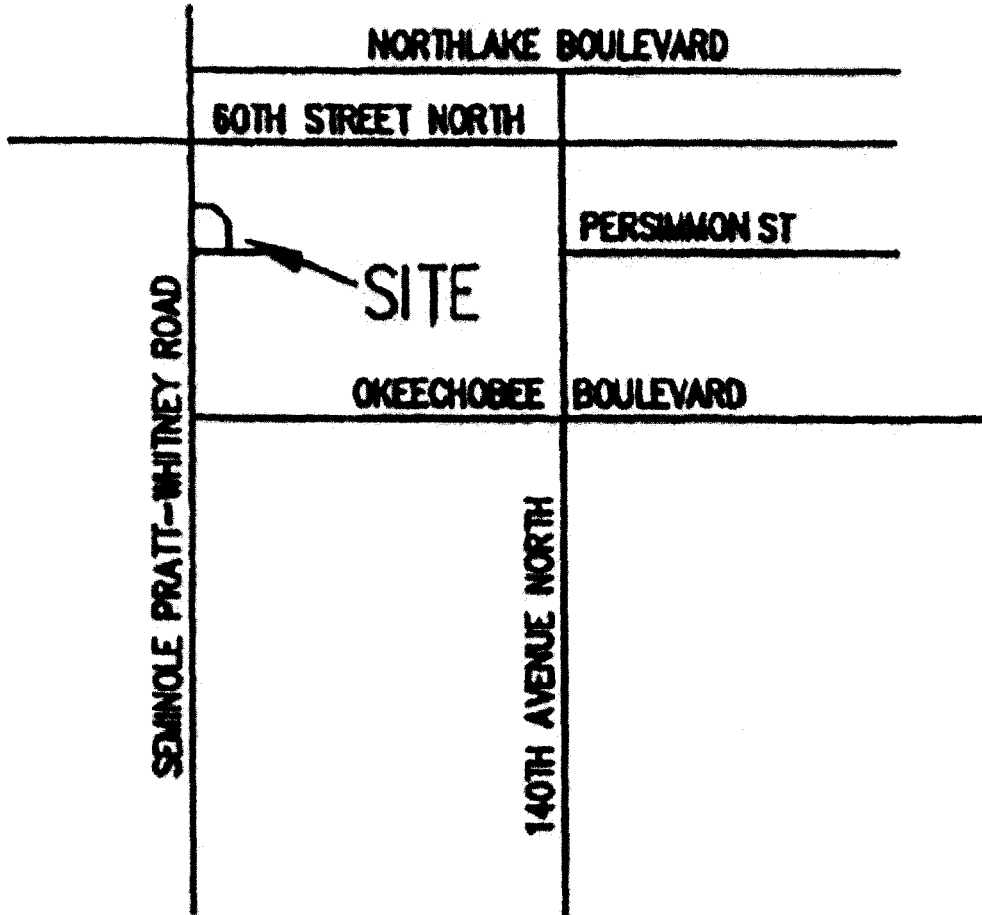 NORTHLAKE BOULEVARD
60TH STREET NORTH
PERSIMMON ST
SITE
SEMINOLE PRATT-WHITNEY ROAD
OKEECHOBEE BOULEVARD
140TH AVENUE NORTH